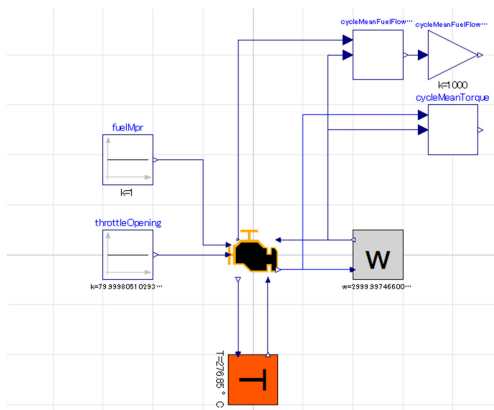 cycleMeanFuelFlow…
cycleMeanFuelFlow…
k=1000
cycleMeanTorque
fuelMpr
k=1
throttleOpening
k=79.99980510293…
W
w=2999.99746600…
T=276.85 ° C
T